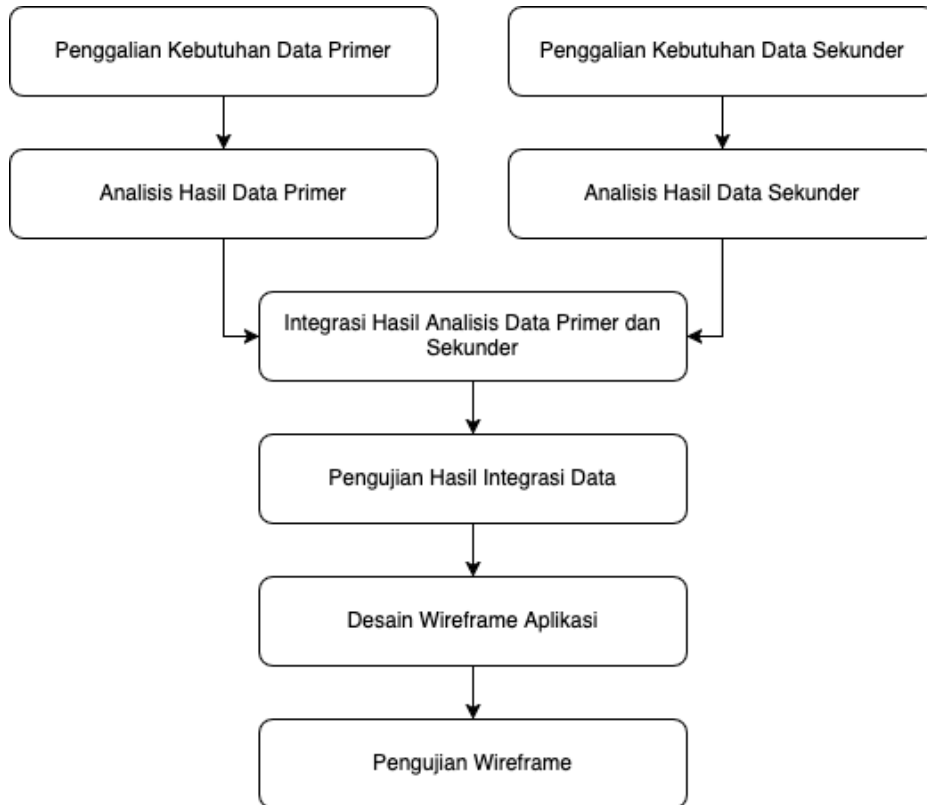 Penggalian Kebutuhan Data Primer
Penggalian Kebutuhan Data Sekunder
Analisis Hasil Data Primer
Analisis Hasil Data Sekunder
Integrasi Hasil Analisis Data Primer dan
Sekunder
Pengujian Hasil Integrasi Data
Desain Wireframe Aplikasi
Pengujian Wireframe